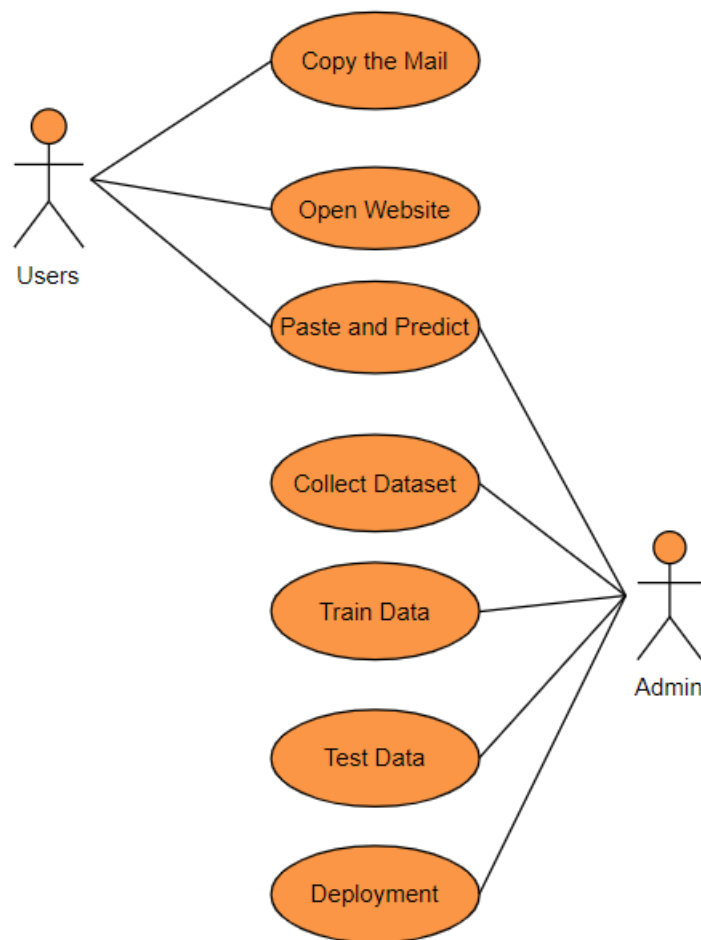 Copy the Mail
Open Website
Users
Paste and Predict
Collect Dataset
Train Data
Admin
Test Data
Deployment